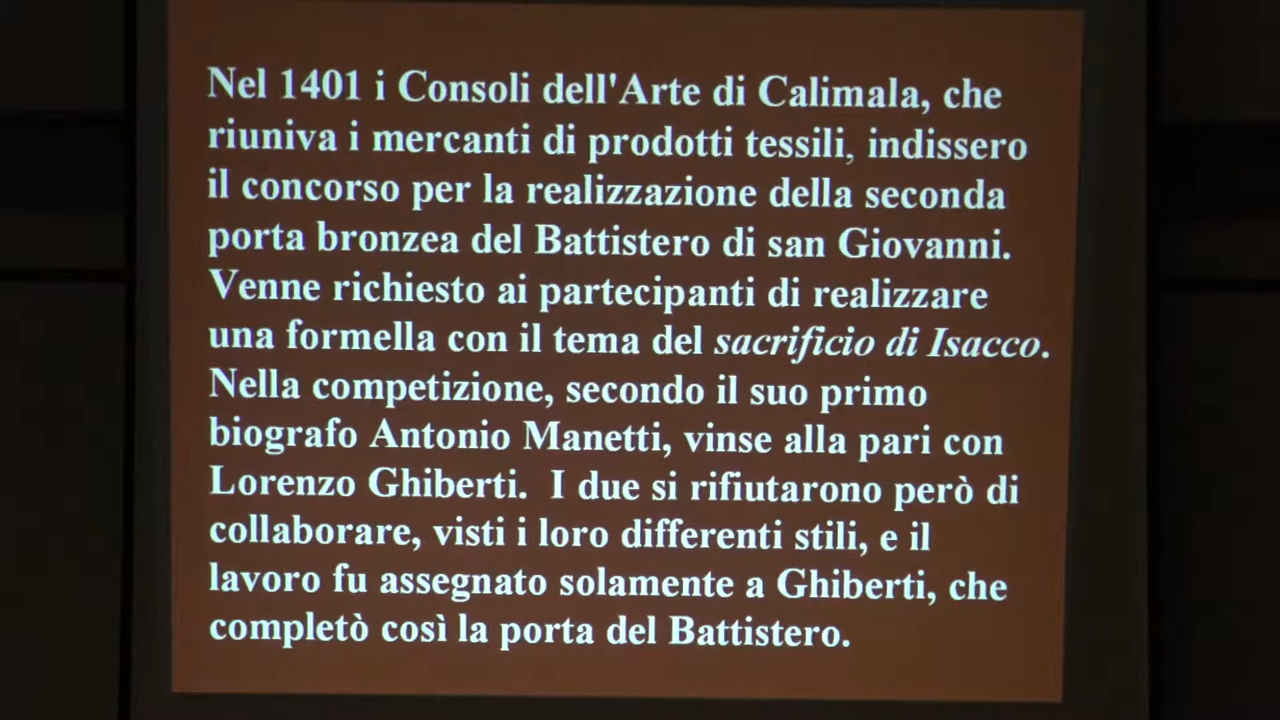 Nel 1401 i Consoli dell'Arte di Calimala, che
riuniva i mercanti di prodotti tessili, indissero
il concorso per la realizzazione della seconda
porta bronzea del Battistero di san Giovanni.
Venne richiesto ai partecipanti di realizzare
una formella con il tema del sacrificio di Isacco.
Nella competizione, secondo il suo primo
biografo Antonio Manetti, vinse alla pari con
Lorenzo Ghiberti. I due si rifiutarono però di
collaborare, visti i loro differenti stili, e il
lavoro fu assegnato solamente a Ghiberti, che
completò così la porta del Battistero.